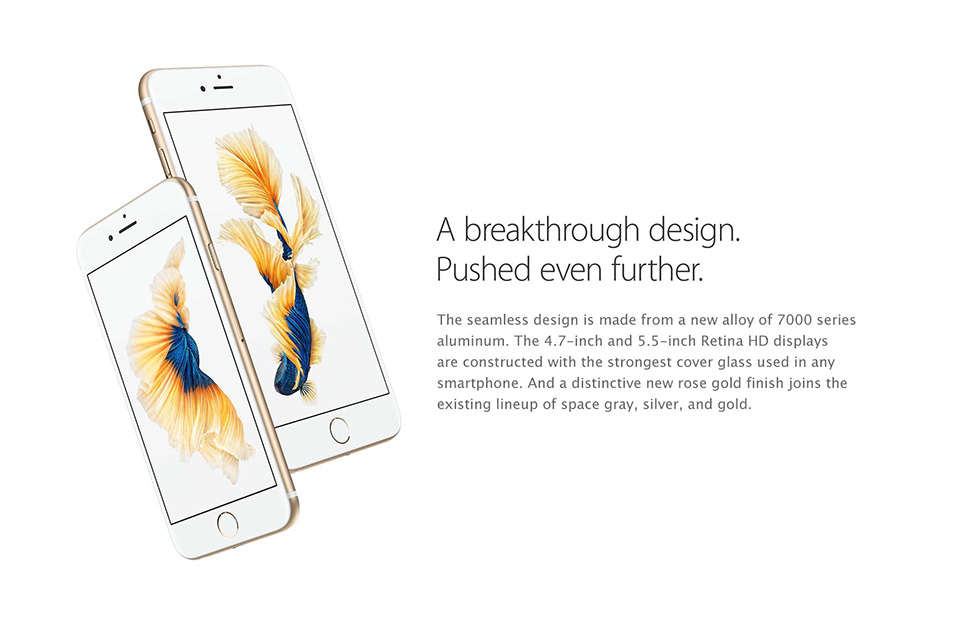 A breakthrough design.
Pushed even further.
The seamless design is made from a new alloy of 7000 series
aluminum. The 4.7-inch and 5.5-inch Retina HD displays
are constructed with the strongest cover glass used in any
smartphone. And a distinctive new rose gold finish joins the
existing lineup of space gray, silver, and gold.